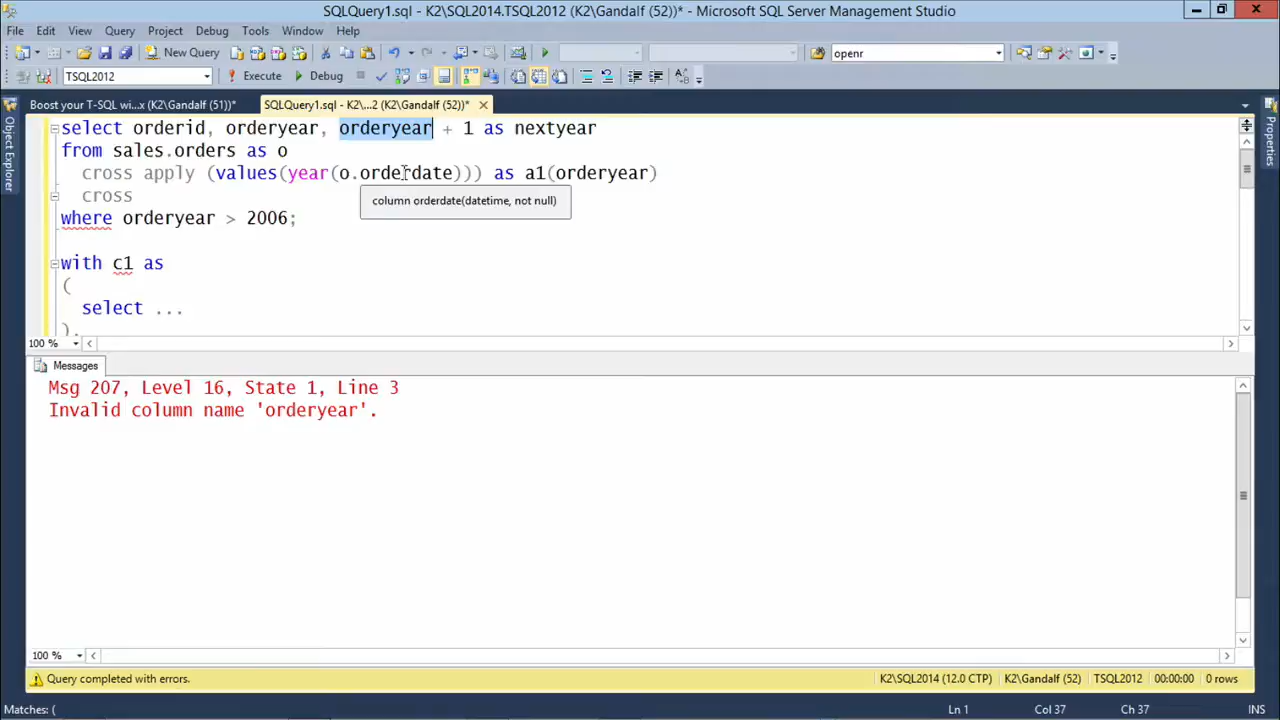 SQLQuery1.sql - K2\SQL2014.TSQL2012 (K2\Gandalf (52))* - Microsoft SQL Server Management Studio
File Edit View Query Project Debug Tools Window Help
New Query openr
TSQL2012 Execute Debug
Boost your T-SQL wi...x (K2\Gandalf (51))* SQLQuery1.sql - K2\...2 (K2\Gandalf (52))*
Object Explorer
Properties
select orderid, orderyear, orderyear + 1 as nextyear
from sales.orders as o
cross apply (values(year(o.orderdate))) as a1(orderyear)
cross
column orderdate(datetime, not null)
where orderyear > 2006;
with c1 as
(
select ...
),
100 %
Messages
Msg 207, Level 16, State 1, Line 3
Invalid column name 'orderyear'.
100 %
Query completed with errors. K2\SQL2014 (12.0 CTP) K2\Gandalf (52) TSQL2012 00:00:00 0 rows
Matches: ( Ln 1 Col 37 Ch 37 INS